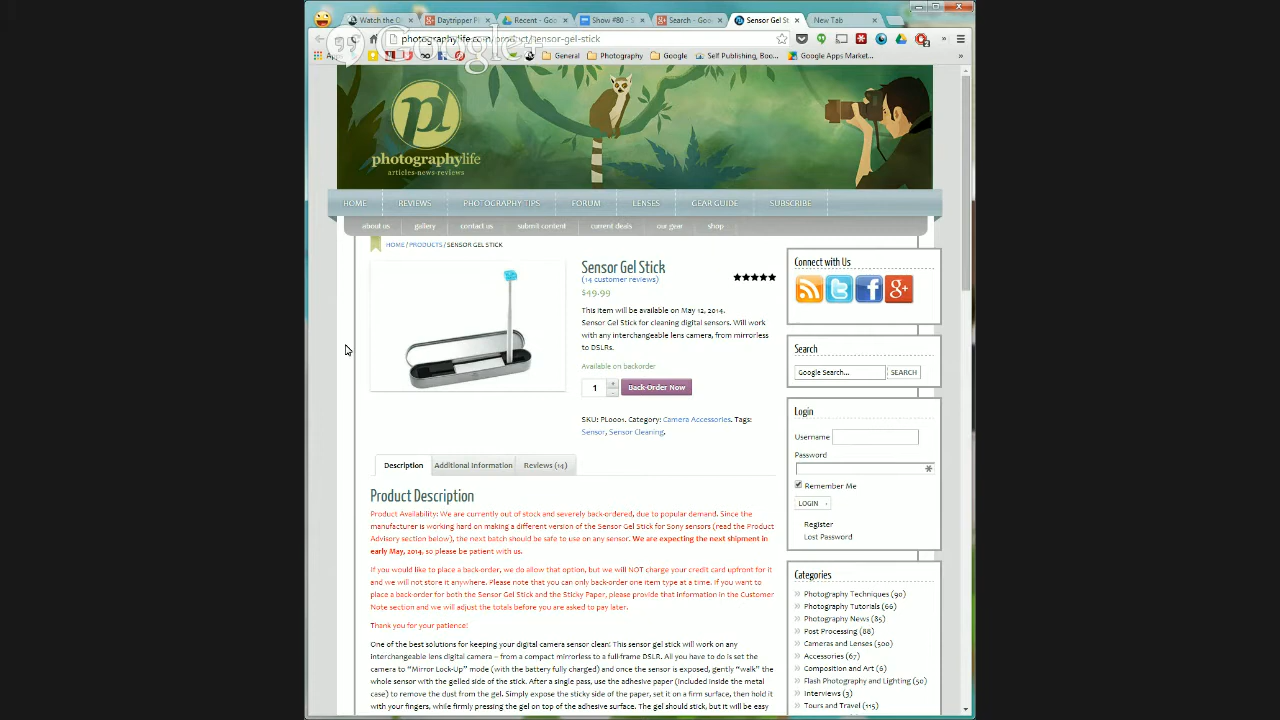 Watch the O
Daytripper P
Recent - Goo
Show #80 - S
Search - Goo
Sensor Gel St
New Tab
photographylife.com/product/sensor-gel-stick
Google+
General
Photography
Google
Self Publishing, Boo...
Google Apps Market...
pl
photographylife
articles-news-reviews
HOME
REVIEWS
PHOTOGRAPHY TIPS
FORUM
LENSES
GEAR GUIDE
SUBSCRIBE
about us
gallery
contact us
submit content
current deals
our gear
shop
HOME / PRODUCTS / SENSOR GEL STICK
Sensor Gel Stick
(14 customer reviews)
$49.99
This item will be available on May 12, 2014.
Sensor Gel Stick for cleaning digital sensors. Will work
with any interchangeable lens camera, from mirrorless
to DSLRs.
Available on backorder
1
Back-Order Now
SKU: PL0001. Category: Camera Accessories. Tags:
Sensor, Sensor Cleaning.
Description
Additional Information
Reviews (14)
Product Description
Product Availability: We are currently out of stock and severely back-ordered, due to popular demand. Since the
manufacturer is working hard on making a different version of the Sensor Gel Stick for Sony sensors (read the Product
Advisory section below), the next batch should be safe to use on any sensor. We are expecting the next shipment in
early May, 2014, so please be patient with us.
If you would like to place a back-order, we do allow that option, but we will NOT charge your credit card upfront for it
and we will not store it anywhere. Please note that you can only back-order one item type at a time. If you want to
place a back-order for both the Sensor Gel Stick and the Sticky Paper, please provide that information in the Customer
Note section and we will adjust the totals before you are asked to pay later.
Thank you for your patience!
One of the best solutions for keeping your digital camera sensor clean! This sensor gel stick will work on any
interchangeable lens digital camera – from a compact mirrorless to a full-frame DSLR. All you have to do is set the
camera to “Mirror Lock-Up” mode (with the battery fully charged) and once the sensor is exposed, gently “walk” the
whole sensor with the gelled side of the stick. After a single pass, use the adhesive paper (included inside the metal
case) to remove the dust from the gel. Simply expose the sticky side of the paper, set it on a firm surface, then hold it
with your fingers, while firmly pressing the gel on top of the adhesive surface. The gel should stick, but it will be easy
Connect with Us
Search
Google Search...
SEARCH
Login
Username
Password
Remember Me
LOGIN
Register
Lost Password
Categories
Photography Techniques (90)
Photography Tutorials (66)
Photography News (85)
Post Processing (88)
Cameras and Lenses (500)
Accessories (67)
Composition and Art (6)
Flash Photography and Lighting (50)
Interviews (3)
Tours and Travel (115)